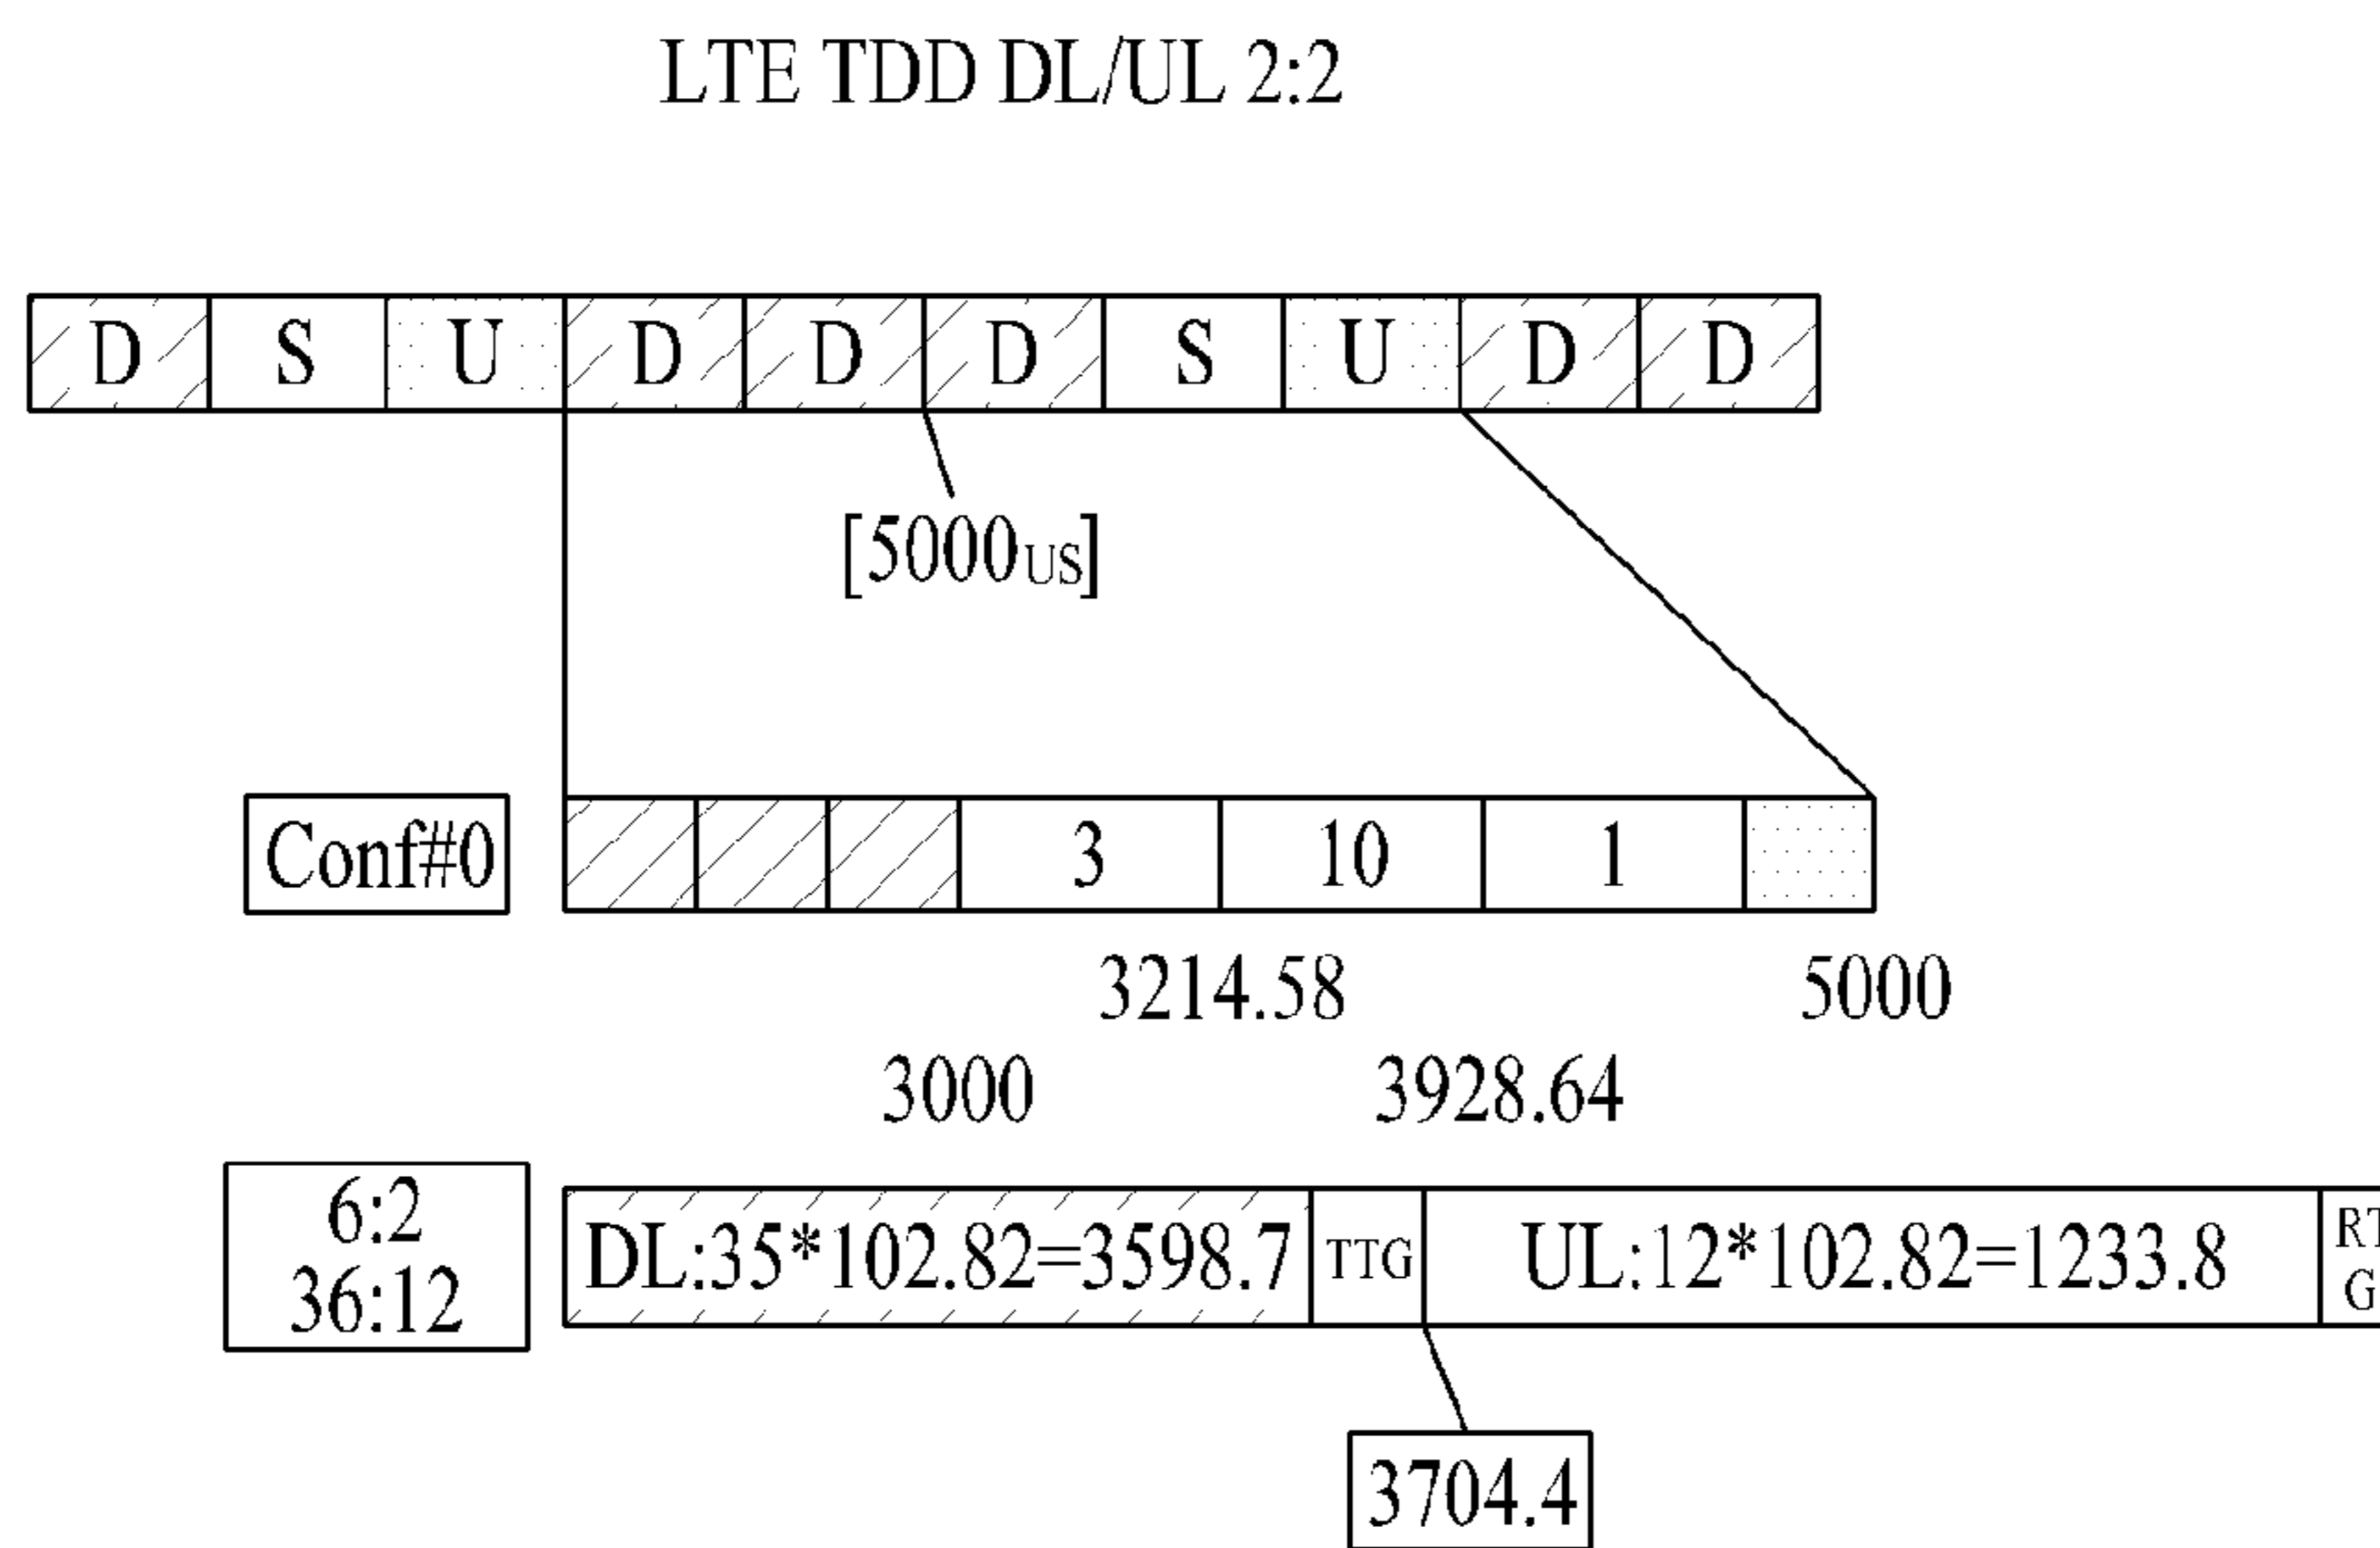 LTE TDD DL/UL 2:2
D S U D D D S U D D
[5000US]
Conf#0 3 10 1
3214.58 5000
3000 3928.64
6:2
36:12
DL:35*102.82=3598.7 TTG UL:12*102.82=1233.8 RT
G
3704.4